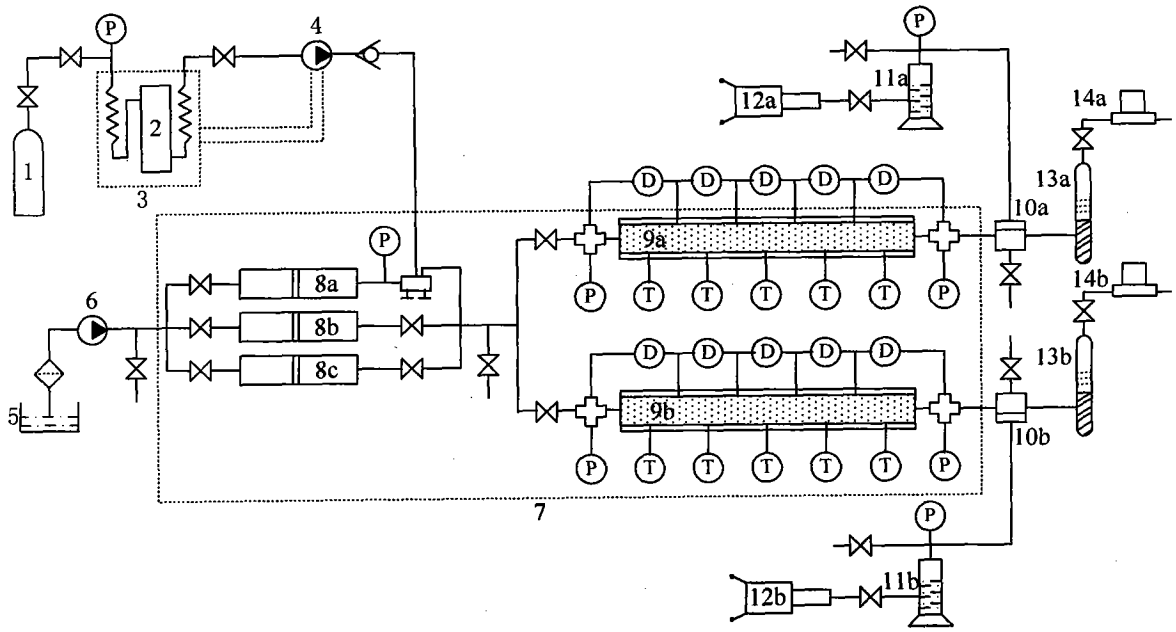 P
4
P
11a
12a
14a
1
2
3
13a
D D D D D
10a
9a
P
8a
P T T T T T P
14b
6
8b
D D D D D
13b
8c
5
9b
10b
P T T T T T P
7
P
11b
12b